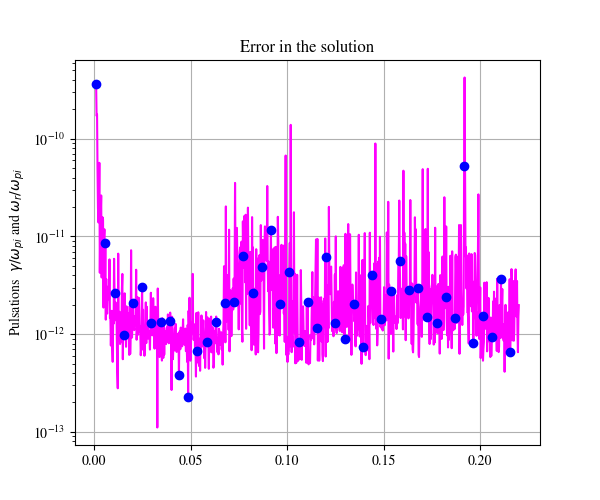 Error in the solution
Pulsations γ/ω_pi and ω_r/ω_pi
10⁻¹⁰
10⁻¹¹
10⁻¹²
10⁻¹³
0.00 0.05 0.10 0.15 0.20